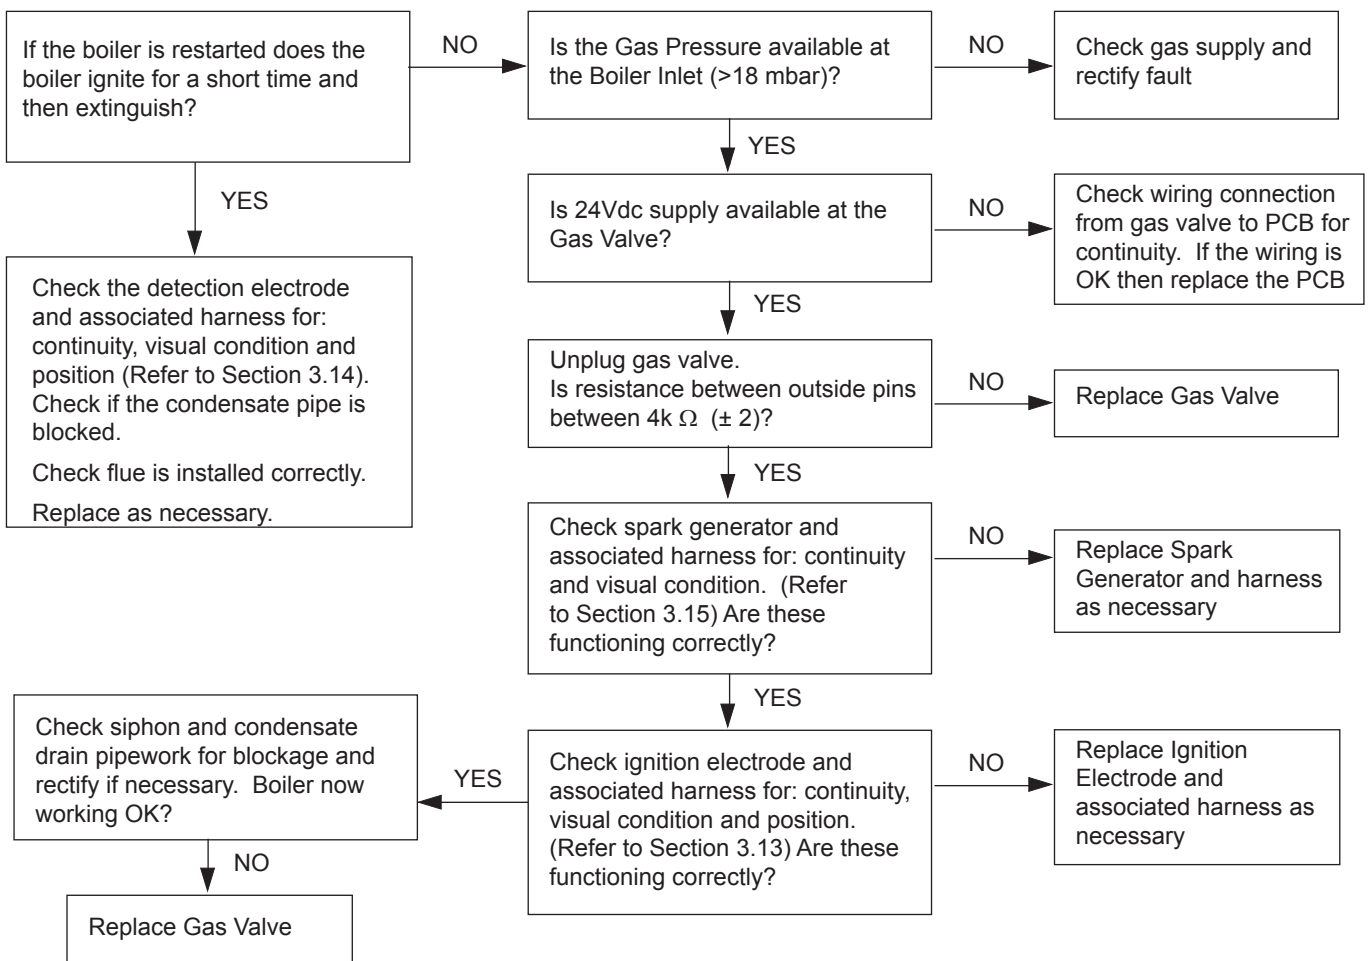 If the boiler is restarted does the
boiler ignite for a short time and
then extinguish?
NO
Is the Gas Pressure available at
the Boiler Inlet (>18 mbar)?
NO
Check gas supply and
rectify fault
YES
YES
Is 24Vdc supply available at the
Gas Valve?
NO
Check wiring connection
from gas valve to PCB for
continuity.  If the wiring is
OK then replace the PCB
Check the detection electrode
and associated harness for:
continuity, visual condition and
position (Refer to Section 3.14).
Check if the condensate pipe is
blocked.
Check flue is installed correctly.
Replace as necessary.
YES
Unplug gas valve.
Is resistance between outside pins
between 4k Ω  (± 2)?
NO
Replace Gas Valve
YES
Check spark generator and
associated harness for: continuity
and visual condition.  (Refer
to Section 3.15) Are these
functioning correctly?
NO
Replace Spark
Generator and harness
as necessary
YES
Check ignition electrode and
associated harness for: continuity,
visual condition and position.
(Refer to Section 3.13) Are these
functioning correctly?
NO
Replace Ignition
Electrode and
associated harness as
necessary
YES
Check siphon and condensate
drain pipework for blockage and
rectify if necessary.  Boiler now
working OK?
NO
Replace Gas Valve